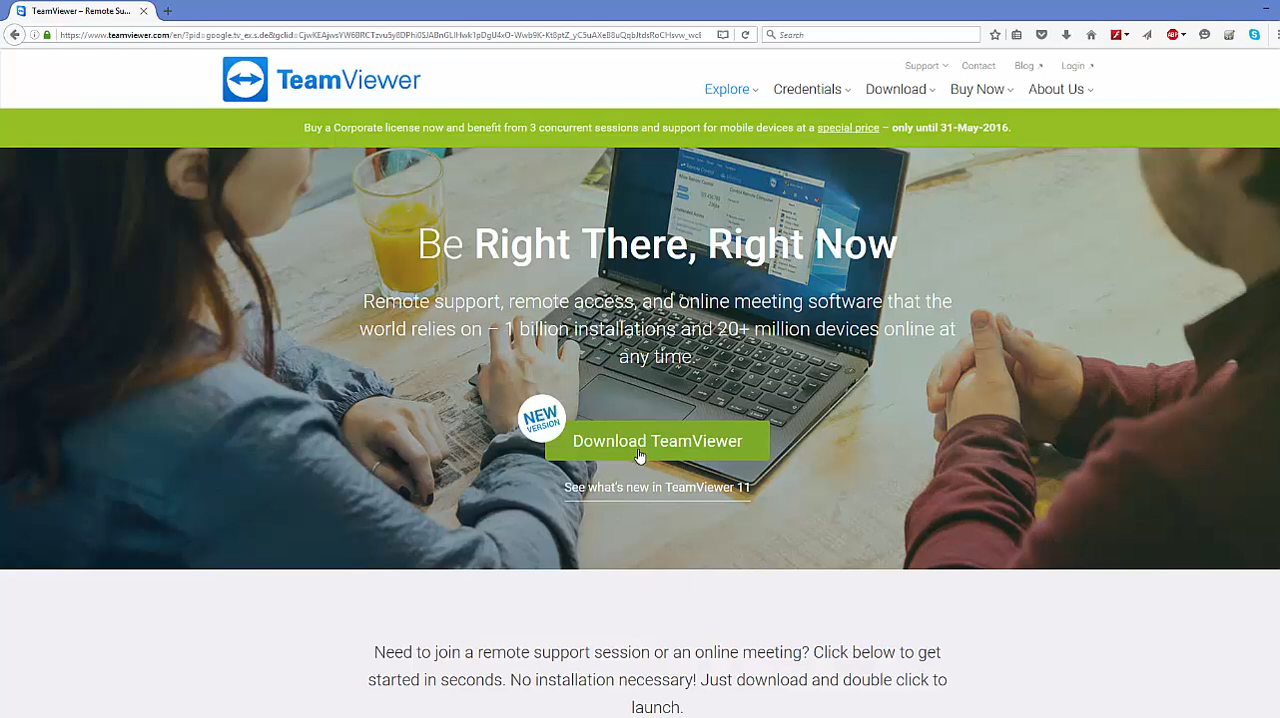 TeamViewer – Remote Su...
https://www.teamviewer.com/en/?pid=google.tv_ex.s.de&gclid=
Search
TeamViewer
Support
Contact
Blog
Login
Explore
Credentials
Download
Buy Now
About Us
Buy a Corporate license now and benefit from 3 concurrent sessions and support for mobile devices at a special price – only until 31-May-2016.
Be Right There, Right Now
Remote support, remote access, and online meeting software that the
world relies on – 1 billion installations and 20+ million devices online at
any time.
NEW
VERSION
Download TeamViewer
See what's new in TeamViewer 11
Need to join a remote support session or an online meeting? Click below to get
started in seconds. No installation necessary! Just download and double click to
launch.